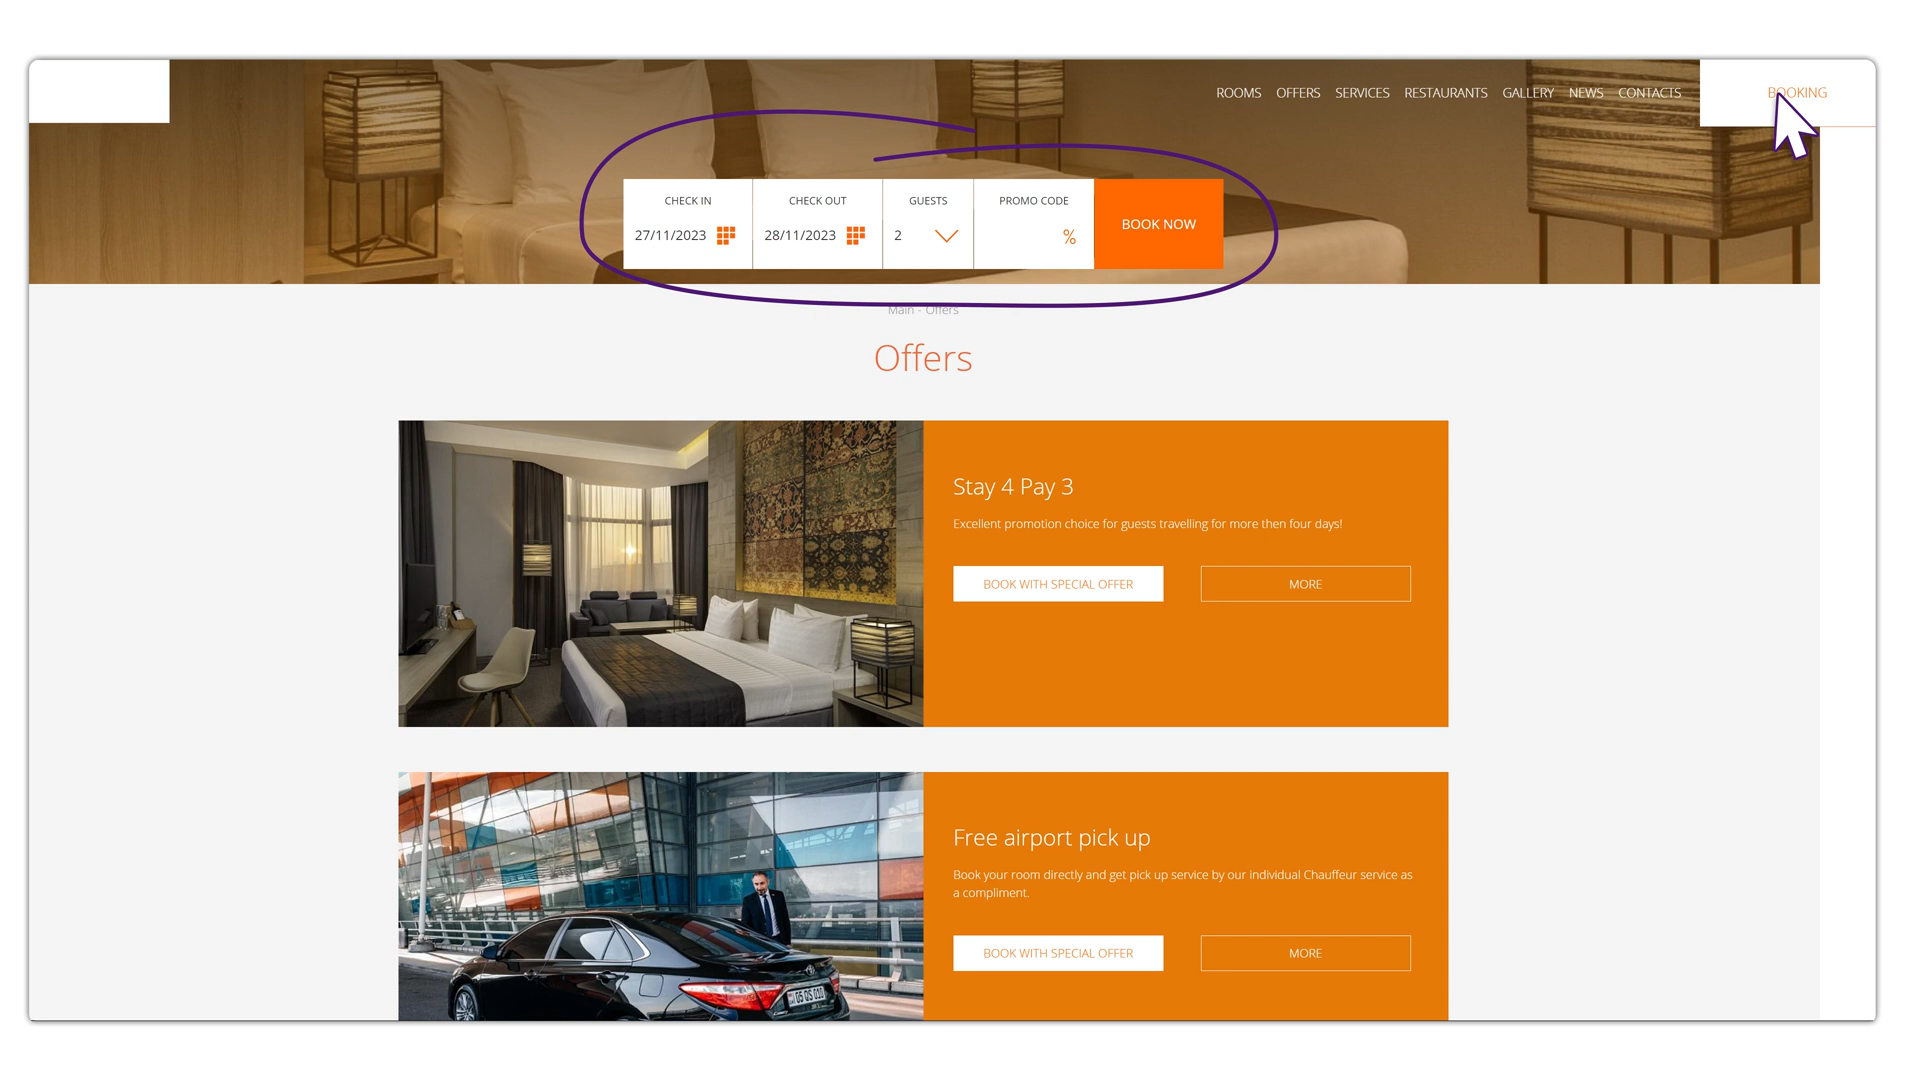 ROOMS OFFERS SERVICES RESTAURANTS GALLERY NEWS CONTACTS BOOKING
CHECK IN CHECK OUT GUESTS PROMO CODE
27/11/2023 28/11/2023 2 %
BOOK NOW
Main - Offers
Offers
Stay 4 Pay 3
Excellent promotion choice for guests travelling for more then four days!
BOOK WITH SPECIAL OFFER MORE
Free airport pick up
Book your room directly and get pick up service by our individual Chauffeur service as
a compliment.
BOOK WITH SPECIAL OFFER MORE